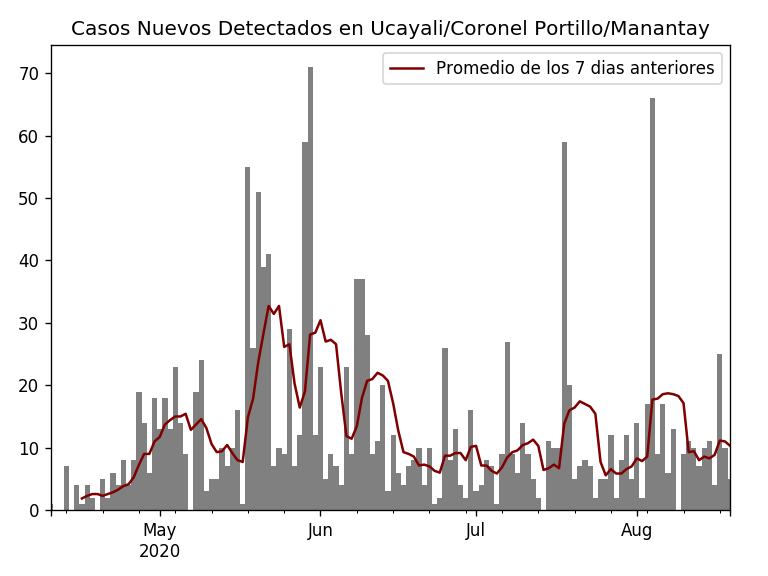 Casos Nuevos Detectados en Ucayali/Coronel Portillo/Manantay
Promedio de los 7 dias anteriores
70
60
50
40
30
20
10
0
May
2020
Jun
Jul
Aug